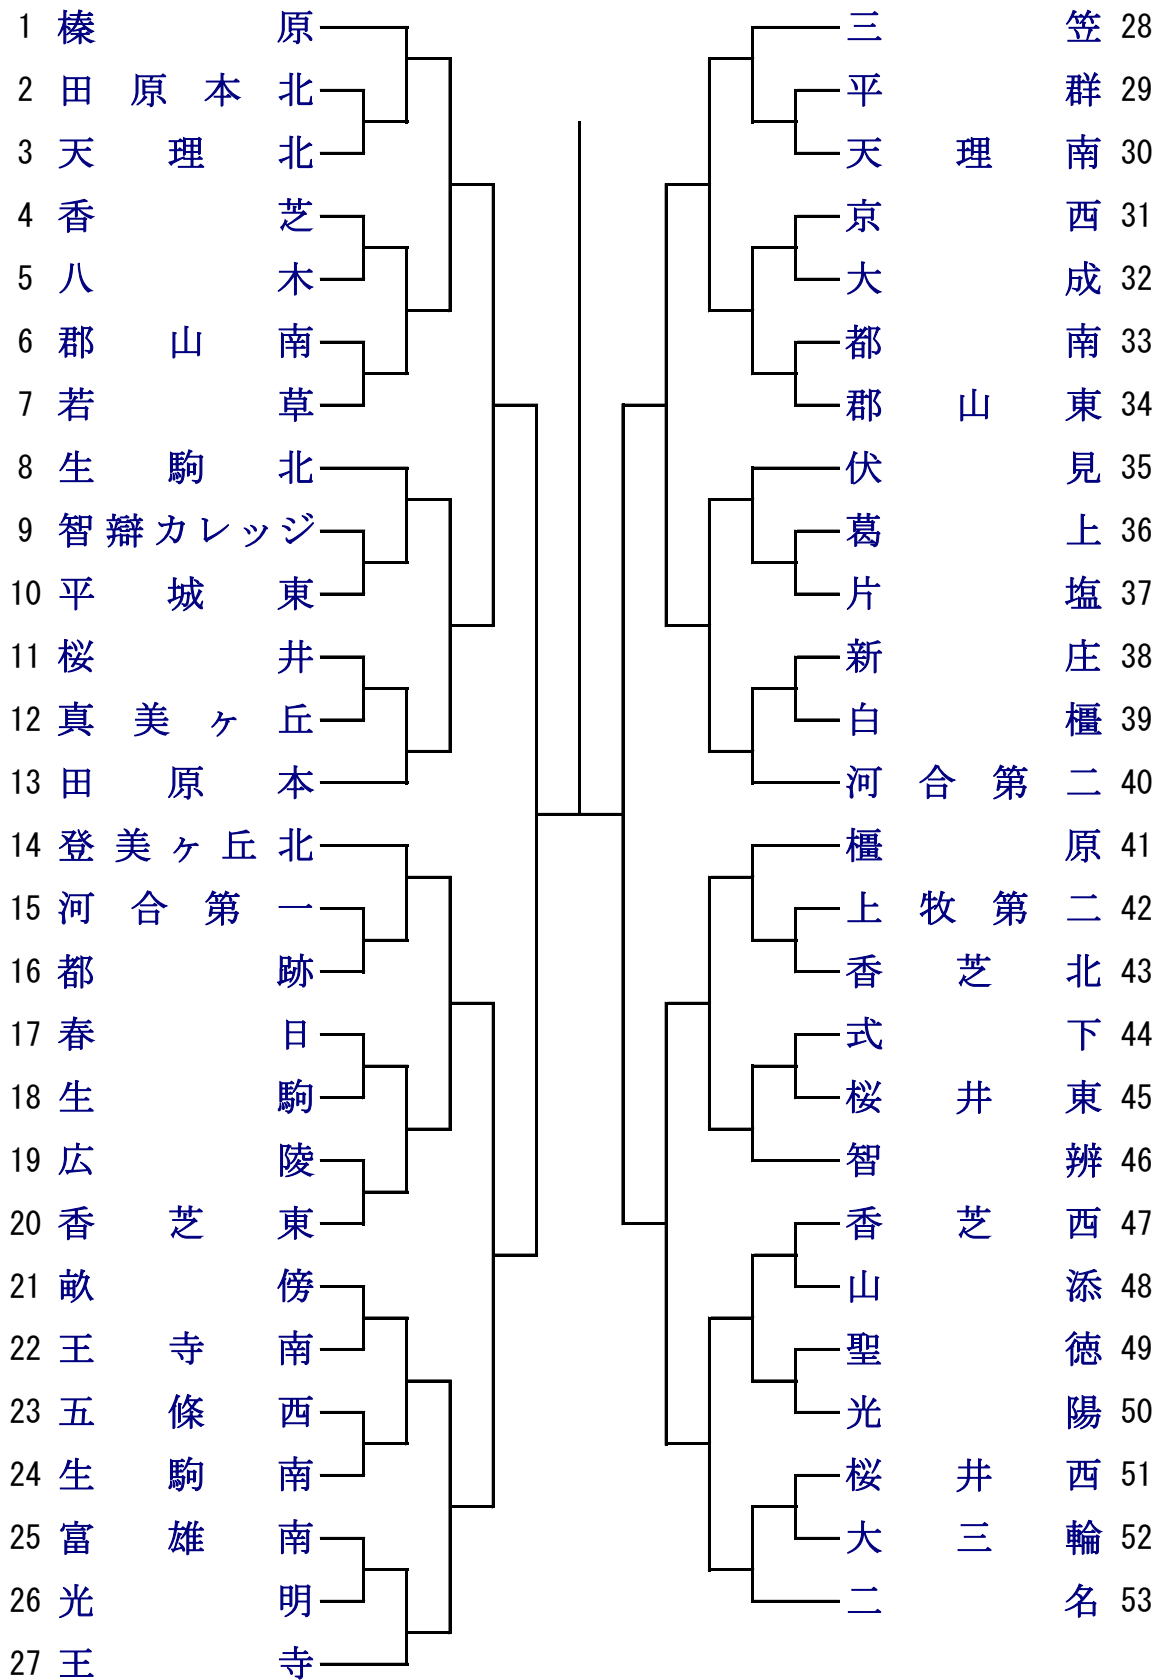 1 榛原
2 田原本北
3 天理北
4 香芝
5 八木
6 郡山南
7 若草
8 生駒北
9 智辯カレッジ
10 平城東
11 桜井
12 真美ヶ丘
13 田原本
14 登美ヶ丘北
15 河合第一
16 都跡
17 春日
18 生駒
19 広陵
20 香芝東
21 畝傍
22 王寺南
23 五條西
24 生駒南
25 富雄南
26 光明
27 王寺
三笠 28
平群 29
天理南 30
京西 31
大成 32
都南 33
郡山東 34
伏見 35
葛上 36
片塩 37
新庄 38
白橿 39
河合第二 40
橿原 41
上牧第二 42
香芝北 43
式下 44
桜井東 45
智辨 46
香芝西 47
山添 48
聖徳 49
光陽 50
桜井西 51
大三輪 52
二名 53